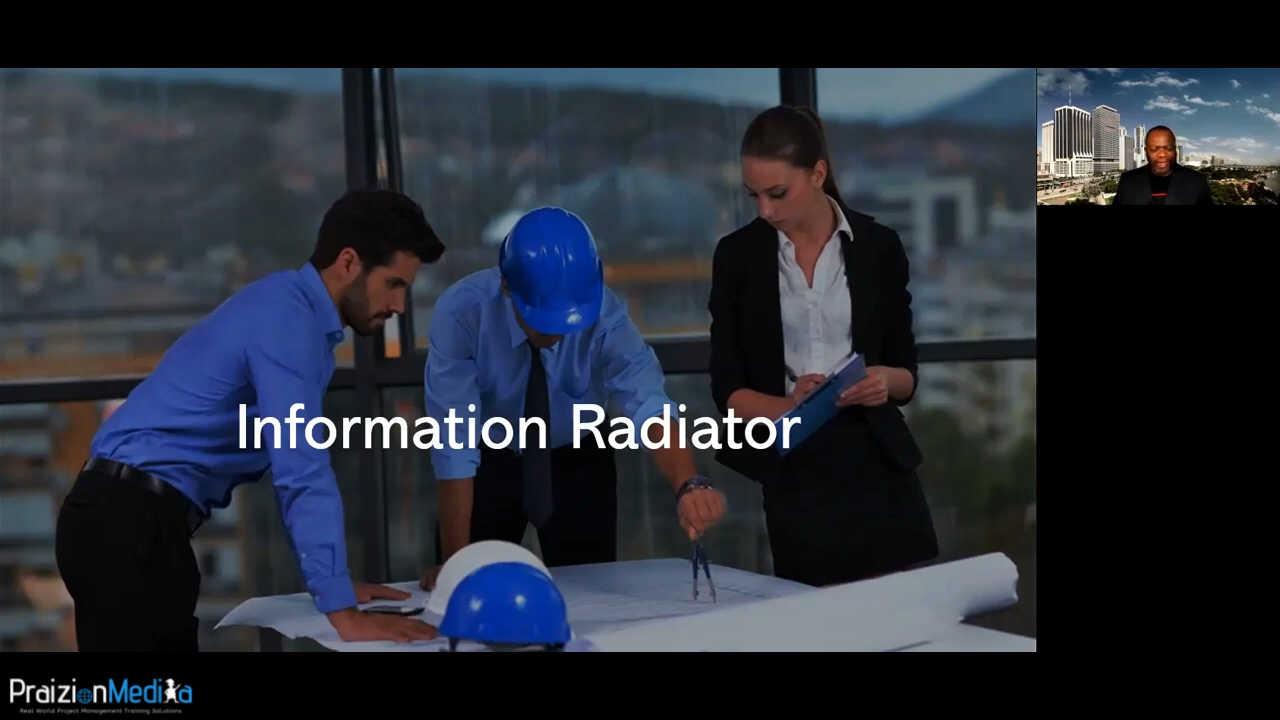 Information Radiator
PraizionMedia
Real World Project Management Training Solutions